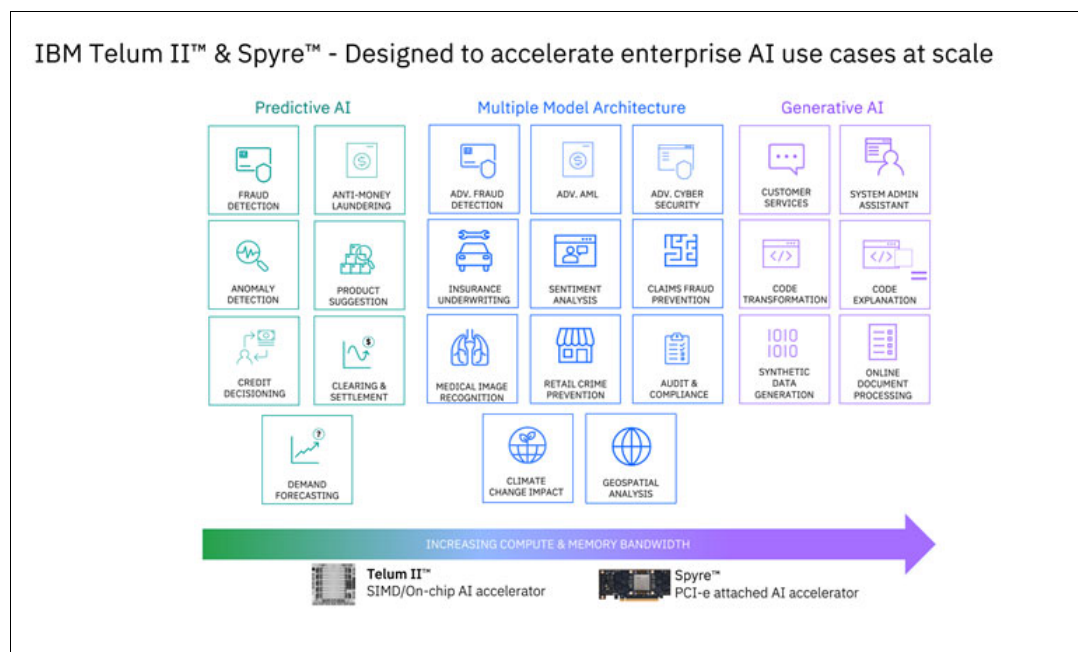 IBM Telum II™ & Spyre™ - Designed to accelerate enterprise AI use cases at scale
Predictive AI
Multiple Model Architecture
Generative AI
FRAUD
DETECTION
ANTI-MONEY
LAUNDERING
ADV. FRAUD
DETECTION
ADV. AML
ADV. CYBER
SECURITY
CUSTOMER
SERVICES
SYSTEM ADMIN
ASSISTANT
ANOMALY
DETECTION
PRODUCT
SUGGESTION
INSURANCE
UNDERWRITING
SENTIMENT
ANALYSIS
CLAIMS FRAUD
PREVENTION
</>
CODE
TRANSFORMATION
</>
CODE
EXPLANATION
CREDIT
DECISIONING
$
CLEARING &
SETTLEMENT
MEDICAL IMAGE
RECOGNITION
RETAIL CRIME
PREVENTION
AUDIT &
COMPLIANCE
1010
1010
SYNTHETIC
DATA
GENERATION
ONLINE
DOCUMENT
PROCESSING
?
DEMAND
FORECASTING
CLIMATE
CHANGE IMPACT
GEOSPATIAL
ANALYSIS
INCREASING COMPUTE & MEMORY BANDWIDTH
Telum II™
SIMD/On-chip AI accelerator
Spyre™
PCI-e attached AI accelerator